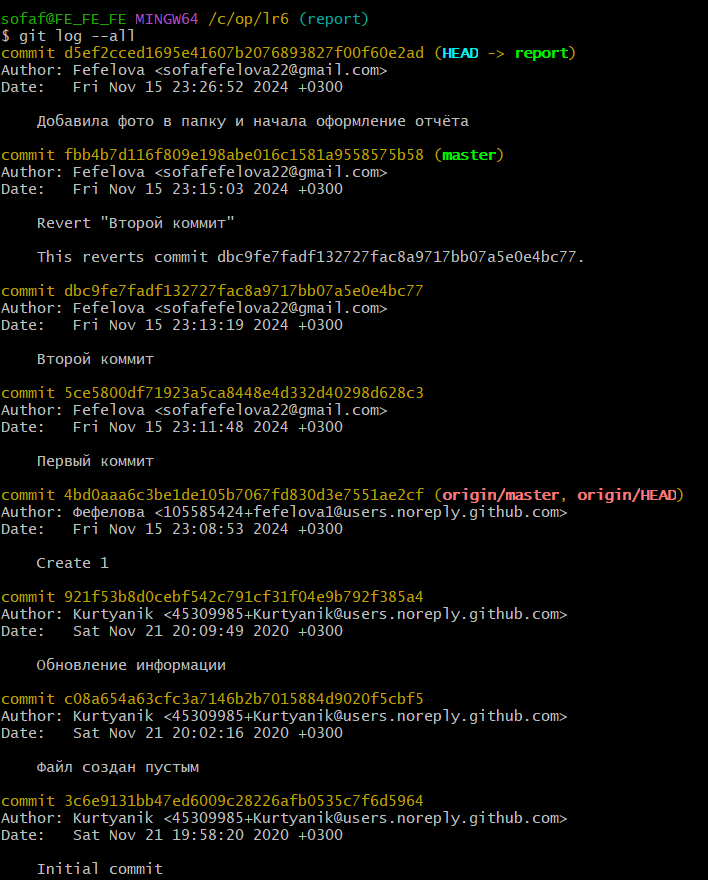 sofaf@FE_FE_FE MINGW64 /c/op/lr6 (report)
$ git log --all
commit d5ef2cced1695e41607b2076893827f00f60e2ad (HEAD -> report)
Author: Fefelova <sofafefelova22@gmail.com>
Date:   Fri Nov 15 23:26:52 2024 +0300
Добавила фото в папку и начала оформление отчёта
commit fbb4b7d116f809e198abe016c1581a9558575b58 (master)
Author: Fefelova <sofafefelova22@gmail.com>
Date:   Fri Nov 15 23:15:03 2024 +0300
Revert "Второй коммит"
This reverts commit dbc9fe7fadf132727fac8a9717bb07a5e0e4bc77.
commit dbc9fe7fadf132727fac8a9717bb07a5e0e4bc77
Author: Fefelova <sofafefelova22@gmail.com>
Date:   Fri Nov 15 23:13:19 2024 +0300
Второй коммит
commit 5ce5800df71923a5ca8448e4d332d40298d628c3
Author: Fefelova <sofafefelova22@gmail.com>
Date:   Fri Nov 15 23:11:48 2024 +0300
Первый коммит
commit 4bd0aaa6c3be1de105b7067fd830d3e7551ae2cf (origin/master, origin/HEAD)
Author: Фефелова <105585424+fefelova1@users.noreply.github.com>
Date:   Fri Nov 15 23:08:53 2024 +0300
Create 1
commit 921f53b8d0cebf542c791cf31f04e9b792f385a4
Author: Kurtyanik <45309985+Kurtyanik@users.noreply.github.com>
Date:   Sat Nov 21 20:09:49 2020 +0300
Обновление информации
commit c08a654a63cfc3a7146b2b7015884d9020f5cbf5
Author: Kurtyanik <45309985+Kurtyanik@users.noreply.github.com>
Date:   Sat Nov 21 20:02:16 2020 +0300
Файл создан пустым
commit 3c6e9131bb47ed6009c28226afb0535c7f6d5964
Author: Kurtyanik <45309985+Kurtyanik@users.noreply.github.com>
Date:   Sat Nov 21 19:58:20 2020 +0300
Initial commit